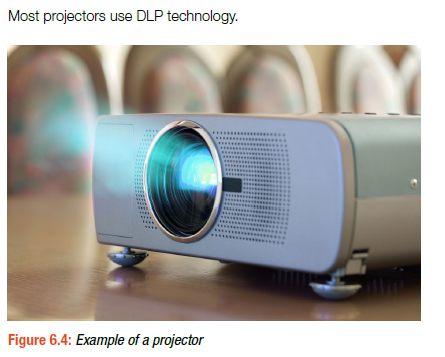 Most projectors use DLP technology.
Figure 6.4: Example of a projector